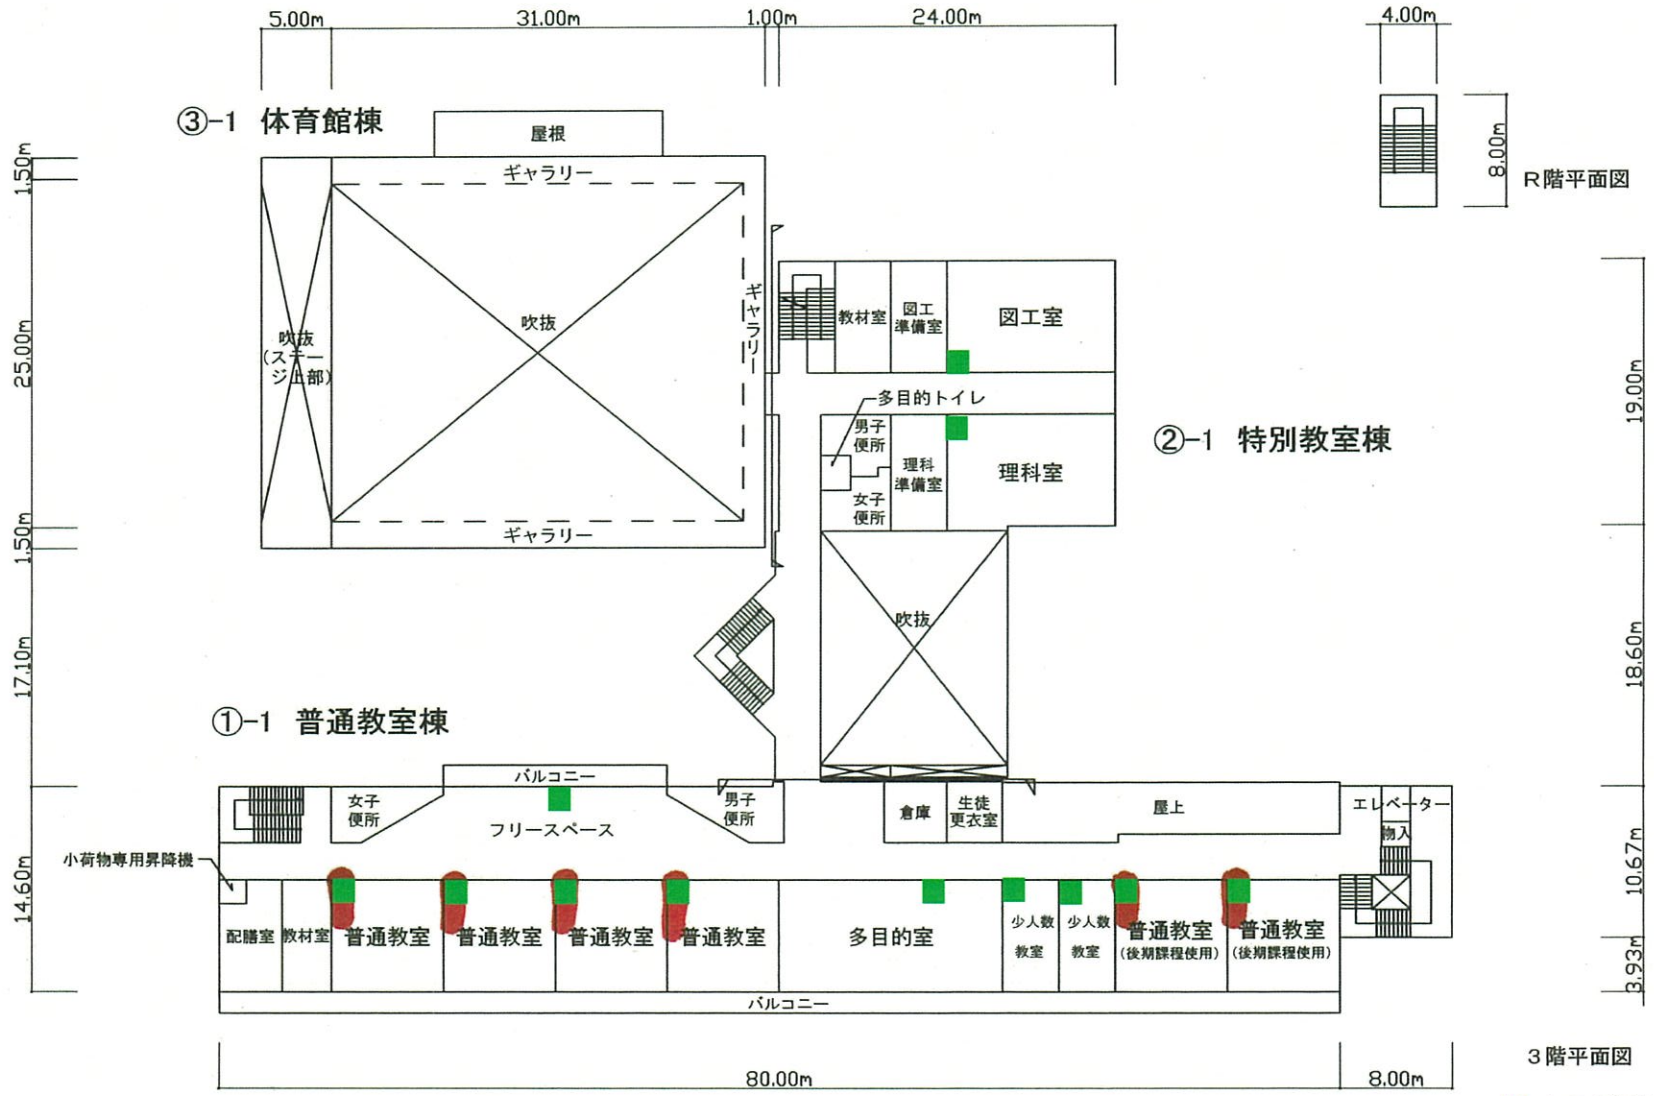 5.00m
31.00m
1.00m
24.00m
4.00m
③-1 体育館棟
屋根
ギャラリー
1.50m
8.00m
R階平面図
吹抜
(ステー
ジ上部)
吹抜
ギャラリー
25.00m
教材室
図工
準備室
図工室
多目的トイレ
19.00m
男子
便所
女子
便所
理科
準備室
理科室
②-1 特別教室棟
ギャラリー
1.50m
吹抜
17.10m
18.60m
①-1 普通教室棟
バルコニー
女子
便所
フリースペース
男子
便所
倉庫
生徒
更衣室
屋上
エレベーター
物入
小荷物専用昇降機
14.60m
10.67m
配膳室
教材室
普通教室
普通教室
普通教室
普通教室
多目的室
少人数
教室
少人数
教室
普通教室
(後期課程使用)
普通教室
(後期課程使用)
3.93m
バルコニー
3階平面図
80.00m
8.00m